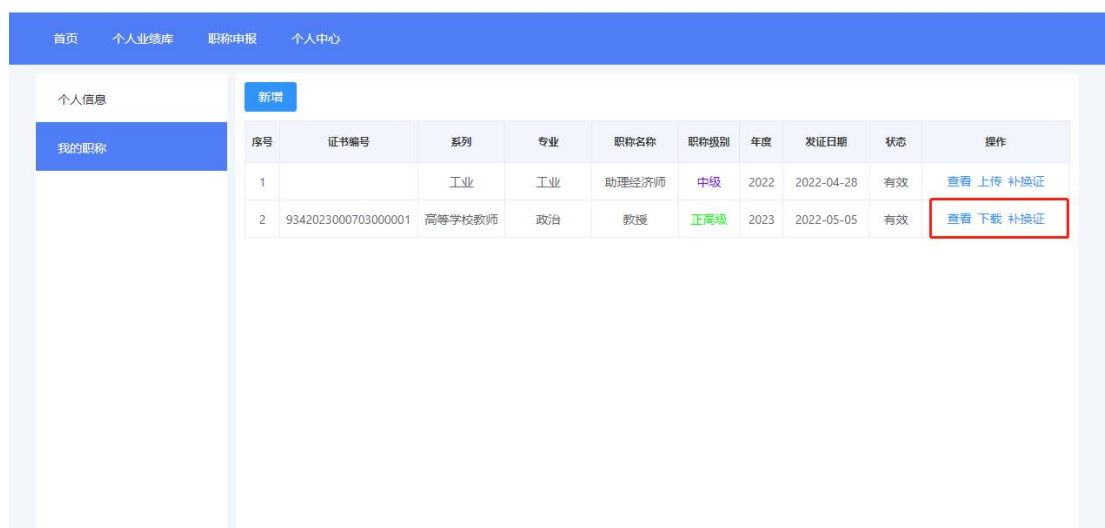 首页 个人业绩库 职称申报 个人中心
个人信息
我的职称
新增
序号 证书编号 系列 专业 职称名称 职称级别 年度 发证日期 状态 操作
1 工业 工业 助理经济师 中级 2022 2022-04-28 有效 查看 上传 补换证
2 9342023000703000001 高等学校教师 政治 教授 正高级 2023 2022-05-05 有效 查看 下载 补换证